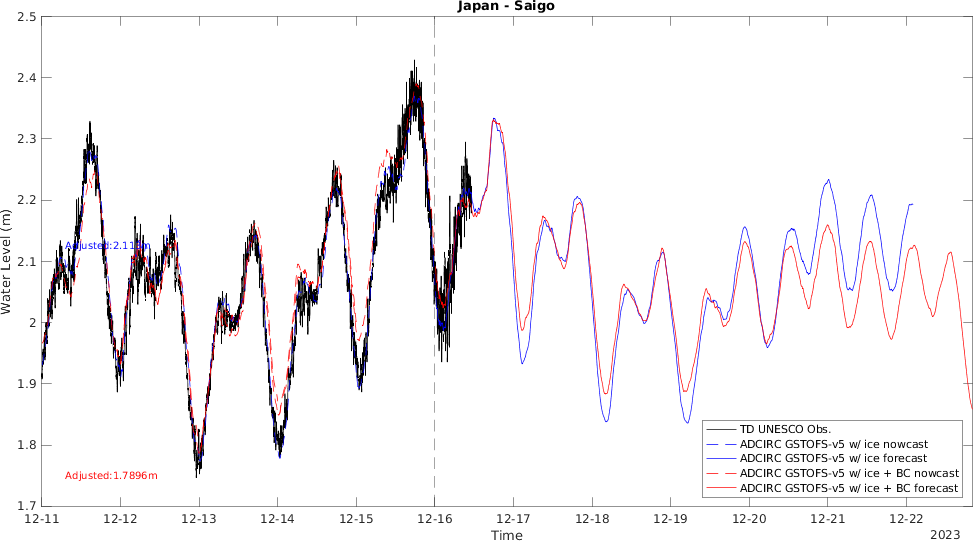 Japan - Saigo
2.5
2.4
2.3
2.2
2.1
2
1.9
1.8
1.7
Water Level (m)
Adjusted:1.7896m
TD UNESCO Obs.
ADCIRC GSTOFS-v5 w/ ice nowcast
ADCIRC GSTOFS-v5 w/ ice forecast
ADCIRC GSTOFS-v5 w/ ice + BC nowcast
ADCIRC GSTOFS-v5 w/ ice + BC forecast
12-11 12-12 12-13 12-14 12-15 12-16 12-17 12-18 12-19 12-20 12-21 12-22
Time
2023